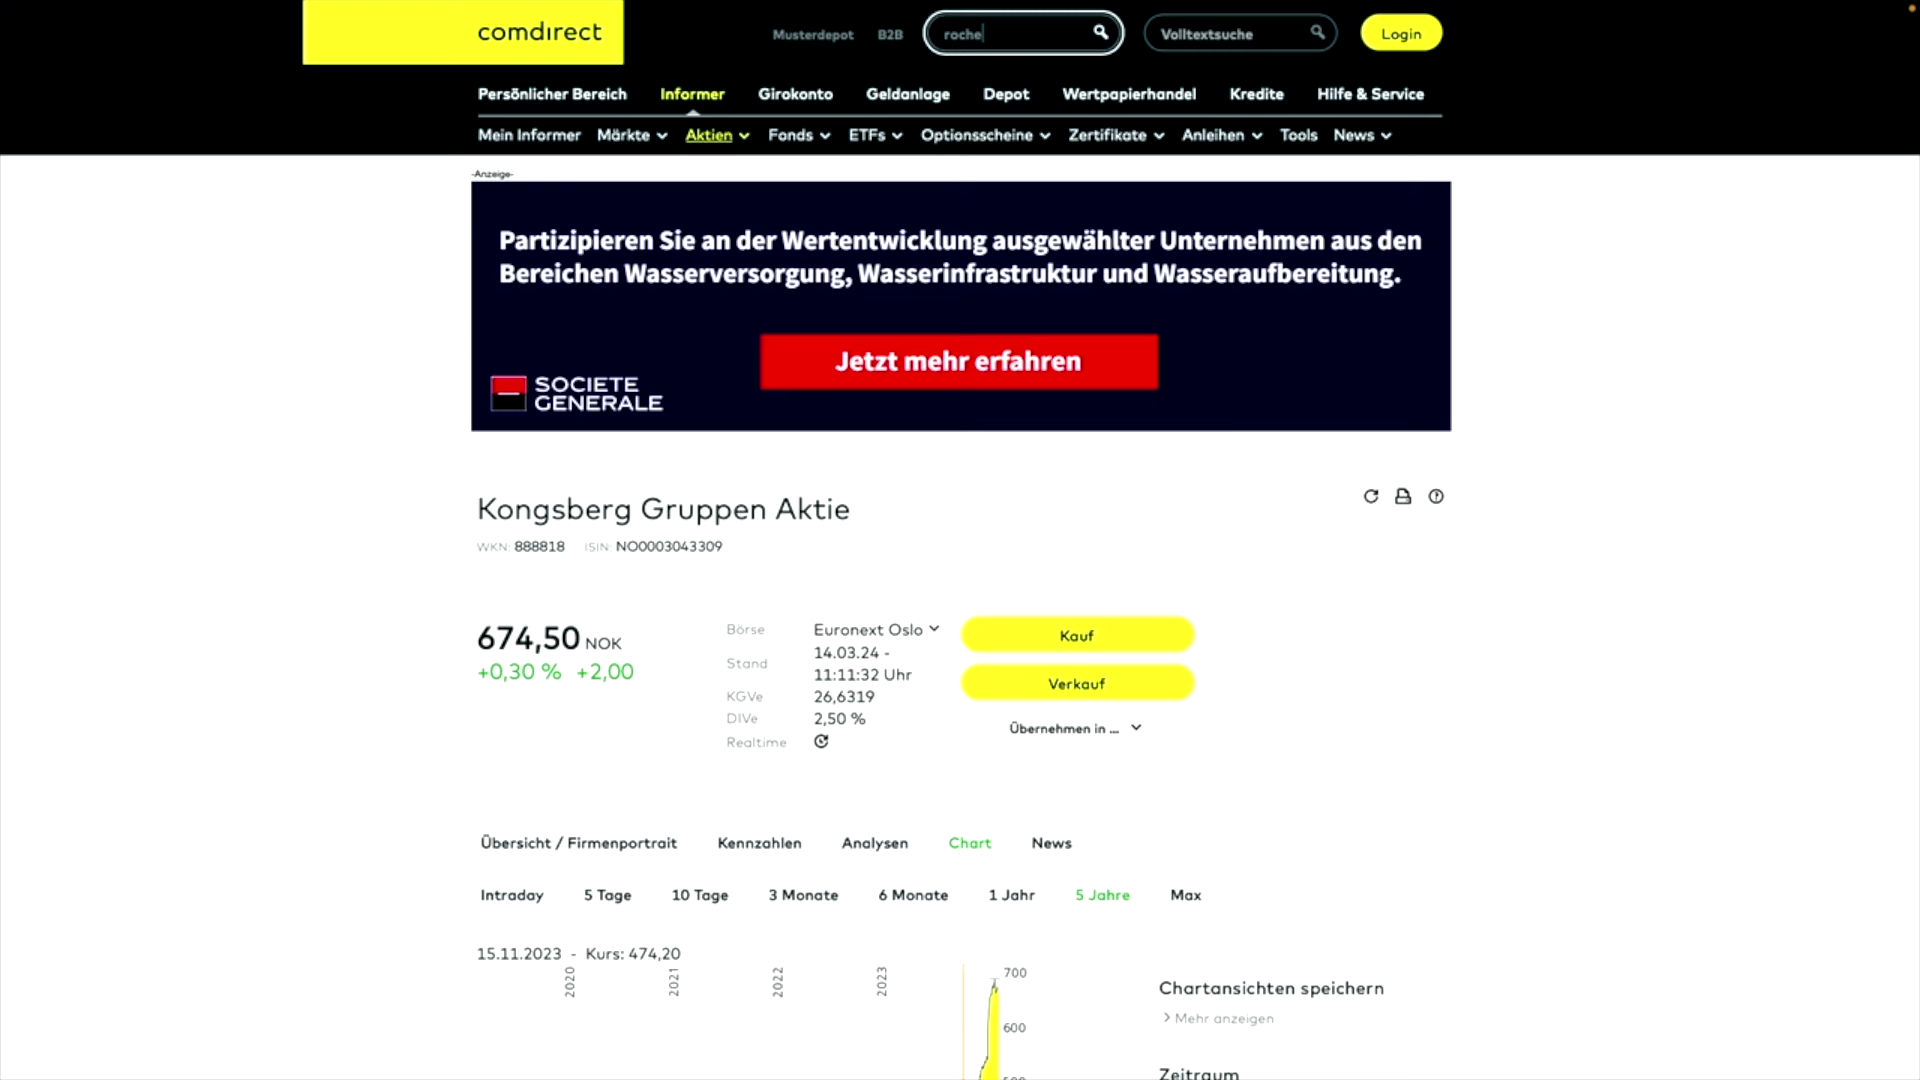 comdirect
Musterdepot B2B roche Volltextsuche Login
Persönlicher Bereich Informer Girokonto Geldanlage Depot Wertpapierhandel Kredite Hilfe & Service
Mein Informer Märkte Aktien Fonds ETFs Optionsscheine Zertifikate Anleihen Tools News
-Anzeige-
Partizipieren Sie an der Wertentwicklung ausgewählter Unternehmen aus den
Bereichen Wasserversorgung, Wasserinfrastruktur und Wasseraufbereitung.
Jetzt mehr erfahren
SOCIETE
GENERALE
Kongsberg Gruppen Aktie
WKN: 888818 ISIN: NO0003043309
674,50 NOK
+0,30 % +2,00
Börse Euronext Oslo
Stand 14.03.24 -
11:11:32 Uhr
KGVe 26,6319
DIVe 2,50 %
Realtime
Kauf
Verkauf
Übernehmen in ...
Übersicht / Firmenportrait Kennzahlen Analysen Chart News
Intraday 5 Tage 10 Tage 3 Monate 6 Monate 1 Jahr 5 Jahre Max
15.11.2023 - Kurs: 474,20
2020 2021 2022 2023
700
600
500
Chartansichten speichern
Mehr anzeigen
Zeitraum